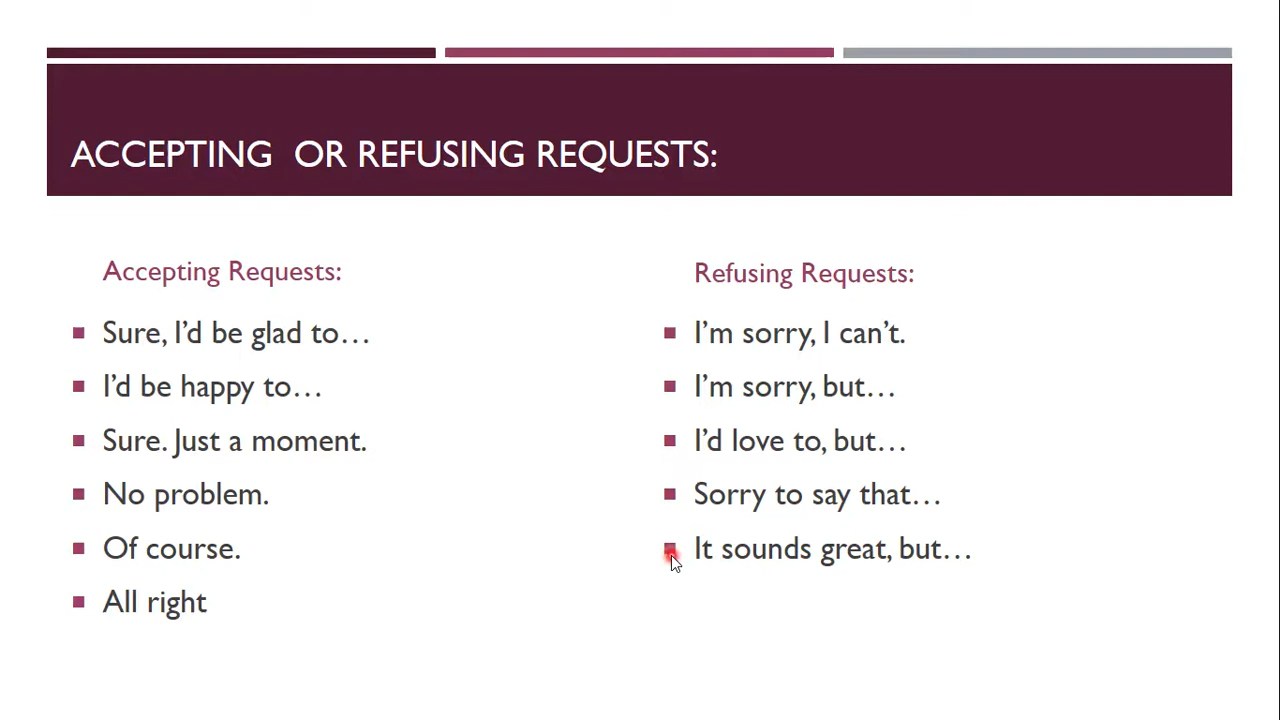 ACCEPTING OR REFUSING REQUESTS:
Accepting Requests:
Sure, I’d be glad to…
I’d be happy to…
Sure. Just a moment.
No problem.
Of course.
All right
Refusing Requests:
I’m sorry, I can’t.
I’m sorry, but…
I’d love to, but…
Sorry to say that…
It sounds great, but…